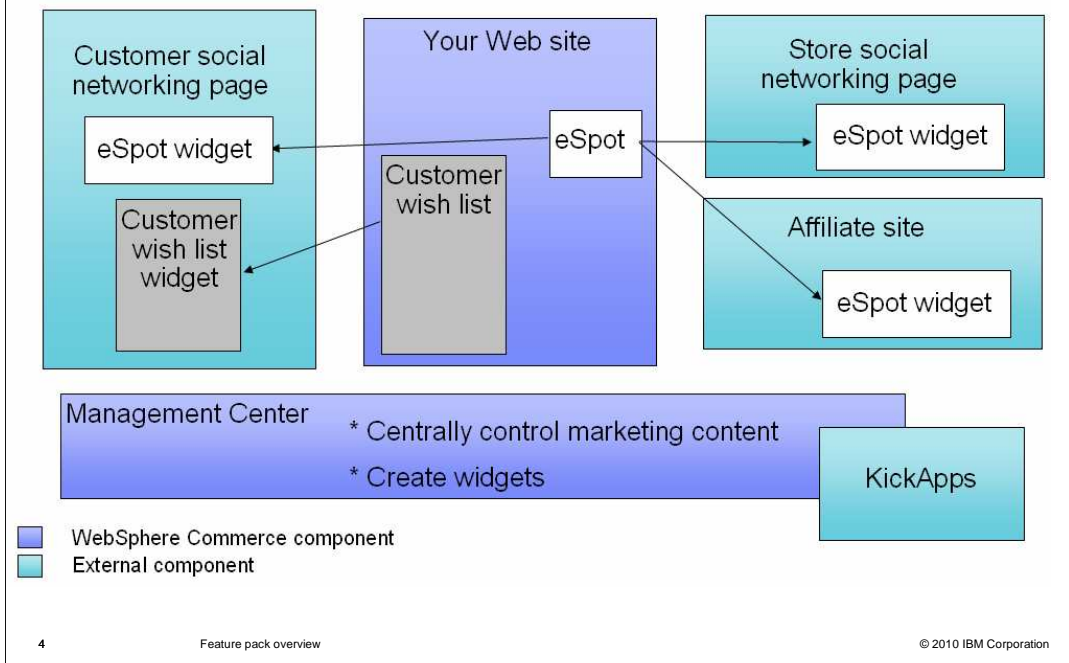 Customer social
networking page
eSpot widget
Customer
wish list
widget
Your Web site
eSpot
Customer
wish list
Store social
networking page
eSpot widget
Affiliate site
eSpot widget
Management Center
* Centrally control marketing content
* Create widgets
KickApps
WebSphere Commerce component
External component
4 Feature pack overview © 2010 IBM Corporation